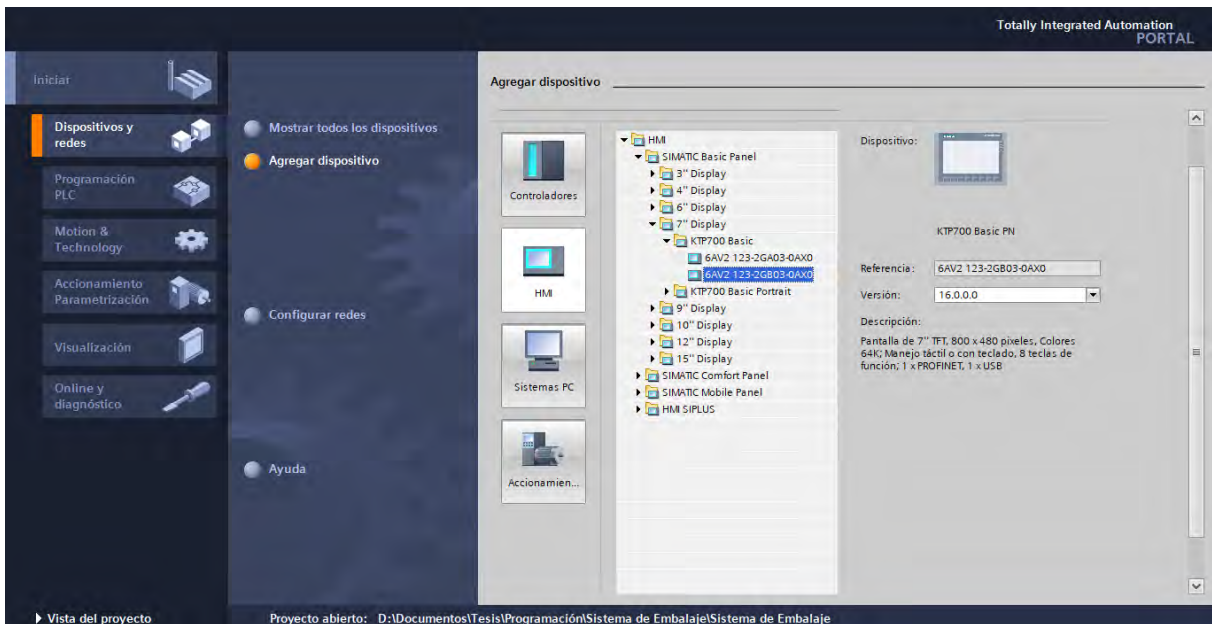 Totally Integrated Automation
PORTAL
Iniciar
Dispositivos y
redes
Programación
PLC
Motion &
Technology
Accionamiento
Parametrización
Visualización
Online y
diagnóstico
Vista del proyecto
Mostrar todos los dispositivos
Agregar dispositivo
Configurar redes
Ayuda
Agregar dispositivo
Controladores
HMI
Sistemas PC
Accionamien...
HMI
SIMATIC Basic Panel
3'' Display
4'' Display
6'' Display
7'' Display
KTP700 Basic
6AV2 123-2GA03-0AX0
6AV2 123-2GB03-0AX0
KTP700 Basic Portrait
9'' Display
10'' Display
12'' Display
15'' Display
SIMATIC Comfort Panel
SIMATIC Mobile Panel
HMI SIPLUS
Dispositivo:
KTP700 Basic PN
Referencia: 6AV2 123-2GB03-0AX0
Versión: 16.0.0.0
Descripción:
Pantalla de 7'' TFT, 800 x 480 píxeles, Colores
64K; Manejo táctil o con teclado, 8 teclas de
función; 1 x PROFINET, 1 x USB
Proyecto abierto: D:\Documentos\Tesis\Programación\Sistema de Embalaje\Sistema de Embalaje